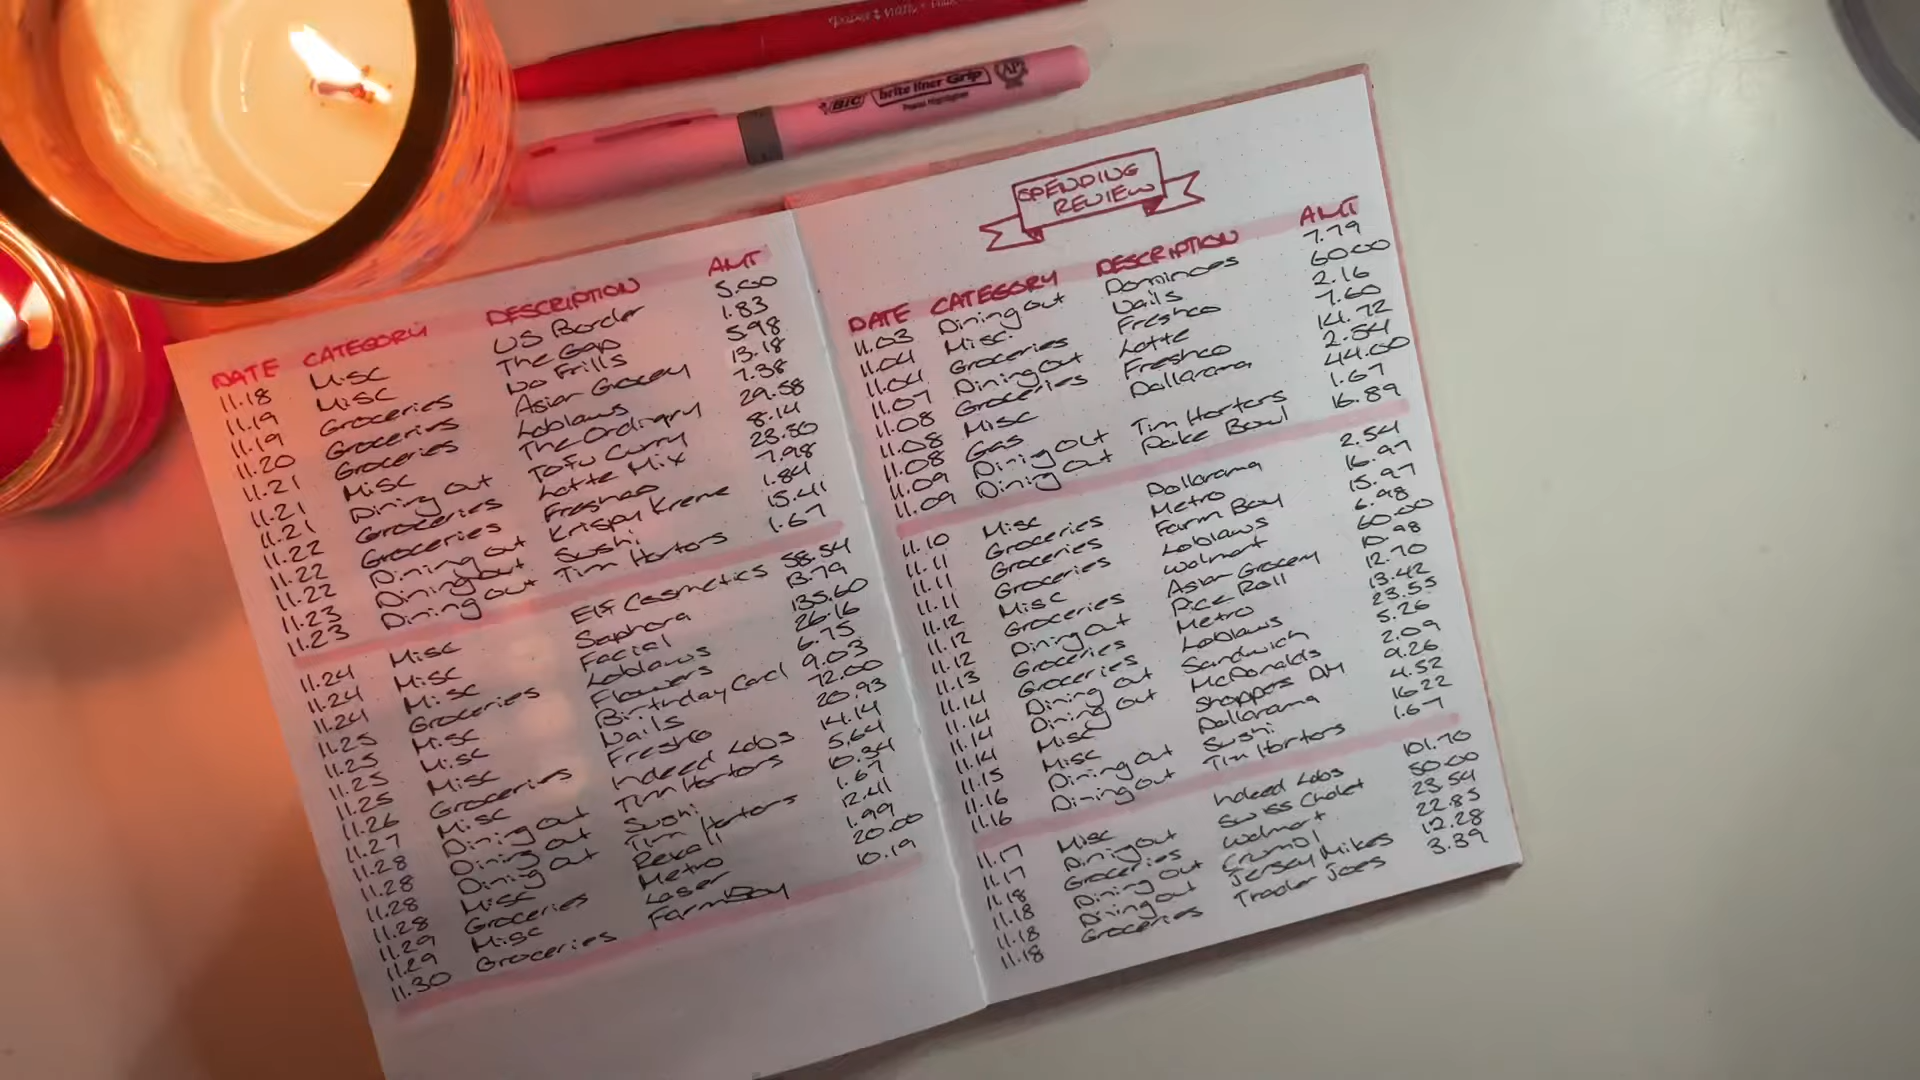 BIC brite liner Grip AP
SPENDING
REVIEW
DATE CATEGORY DESCRIPTION AMT
11.18 Misc US Border 5.00
11.19 Misc The Gap 1.83
11.19 Groceries No Frills 5.98
11.20 Groceries Asian Grocey 13.18
11.21 Groceries Loblaws 7.38
11.21 Misc The Ordinary 29.58
11.21 Dining out Tofu Curry 8.14
11.22 Groceries Latte Mix 23.50
11.22 Groceries Freshco 7.98
11.22 Dining out Krispy Kreme 1.84
11.23 Dining out Sushi 15.41
11.23 Dining out Tim Hortons 1.67
11.24 Misc Elf Cosmetics 58.54
11.24 Misc Saphora 13.79
11.24 Misc Facial 135.60
11.25 Groceries Loblaws 26.16
11.25 Misc Flowers 6.75
11.25 Misc Birthday Card 9.03
11.25 Misc Nails 72.00
11.26 Groceries Freshco 20.93
11.27 Misc Indeed Labs 14.14
11.28 Dining out Tim Hortons 5.64
11.28 Dining out Sushi 10.34
11.28 Dining out Tim Hortons 1.67
11.28 Misc Rexall 12.41
11.29 Groceries Metro 1.99
11.29 Misc Laser 20.00
11.30 Groceries FarmBoy 10.19
DATE CATEGORY DESCRIPTION AMT
11.03 Dining out Dominoes 7.79
11.04 Misc. Nails 60.00
11.04 Groceries Freshco 2.16
11.07 Dining out Latte 7.60
11.08 Groceries Freshco 14.72
11.08 Misc Dollarama 2.54
11.08 Gas 44.00
11.09 Dining out Tim Hortons 1.67
11.09 Dining out Poke Bowl 16.89
11.10 Misc Dollarama 2.54
11.11 Groceries Metro 16.97
11.11 Groceries Farm Boy 15.97
11.11 Groceries Loblaws 6.98
11.12 Misc Walmart 60.00
11.12 Groceries Asian Grocery 10.98
11.12 Dining out Rice Roll 12.70
11.13 Groceries Metro 13.42
11.14 Groceries Loblaws 23.55
11.14 Dining out Sandwich 5.26
11.14 Dining out McDonalds 2.09
11.14 Misc Shoppers DM 9.26
11.15 Misc Dollarama 4.52
11.16 Dining out Sushi 16.22
11.16 Dining out Tim Hortons 1.67
11.17 Misc Indeed Labs 101.70
11.17 Dining out Swiss Chalet 50.00
11.18 Groceries Walmart 23.54
11.18 Dining out Crumbl 22.85
11.18 Dining out Jersey Mikes 12.28
11.18 Groceries Trader Joes 3.39